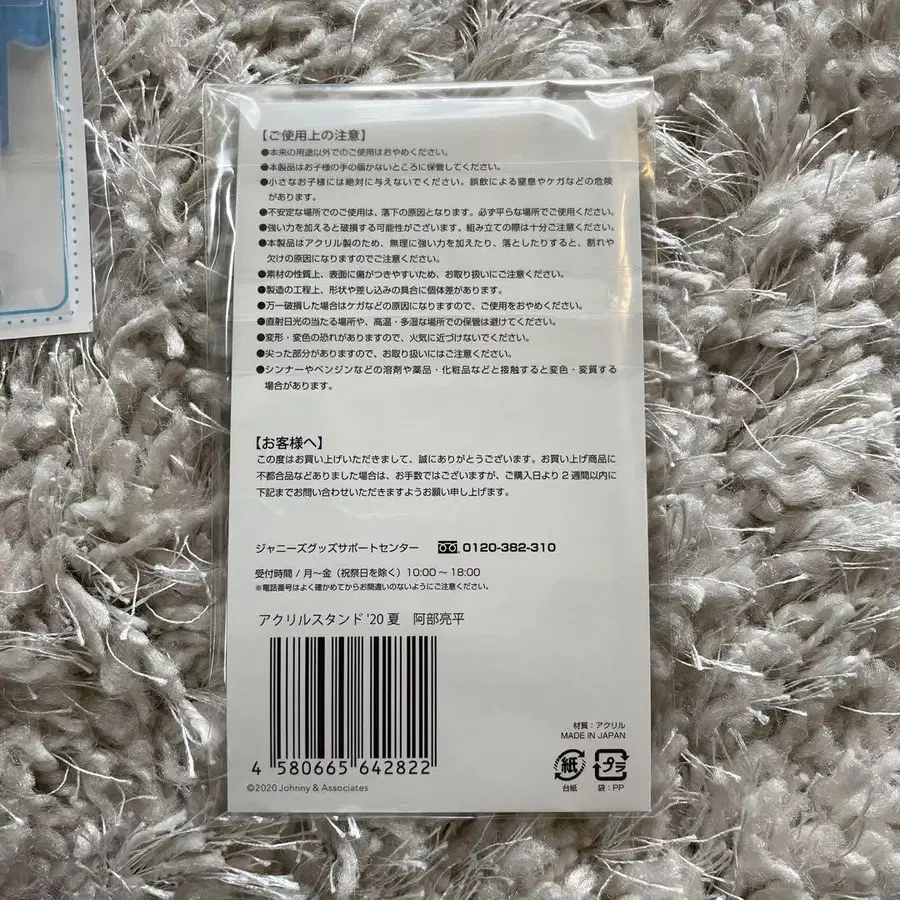 【ご使用上の注意】
●本来の用途以外でのご使用はおやめください。
●本製品はお子様の手の届かないところに保管してください。
●小さなお子様には絶対に与えないでください。誤飲による窒息やケガなどの危険
があります。
●不安定な場所でのご使用は、落下の原因となります。必ず平らな場所でご使用ください。
●強い力を加えると破損する可能性がございます。組み立ての際は十分ご注意ください。
●本製品はアクリル製のため、無理に強い力を加えたり、落としたりすると、割れや
欠けの原因になりますのでご注意ください。
●素材の性質上、表面に傷がつきやすいため、お取り扱いにご注意ください。
●製造の工程上、形状や差し込みの具合に個体差があります。
●万一破損した場合はケガなどの原因になりますので、ご使用をおやめください。
●直射日光の当たる場所や、高温・多湿な場所での保管は避けてください。
●変形・変色の恐れがありますので、火気に近づけないでください。
●尖った部分がありますので、お取り扱いにはご注意ください。
●シンナーやベンジンなどの溶剤や薬品・化粧品などと接触すると変色・変質する
場合があります。
【お客様へ】
この度はお買い上げいただきまして、誠にありがとうございます。お買い上げ商品に
不都合品などありました場合は、お手数ではございますが、ご購入日より2週間以内に
下記までお問い合わせいただきますようお願い申し上げます。
ジャニーズグッズサポートセンター 0120-382-310
受付時間 / 月〜金（祝祭日を除く）10:00〜18:00
※電話番号はよく確かめてからお間違いのないようにご注意ください。
アクリルスタンド '20 夏 阿部亮平
4 580665 642822
©2020 Johnny & Associates
材質：アクリル
MADE IN JAPAN
紙 プラ
台紙 袋：PP